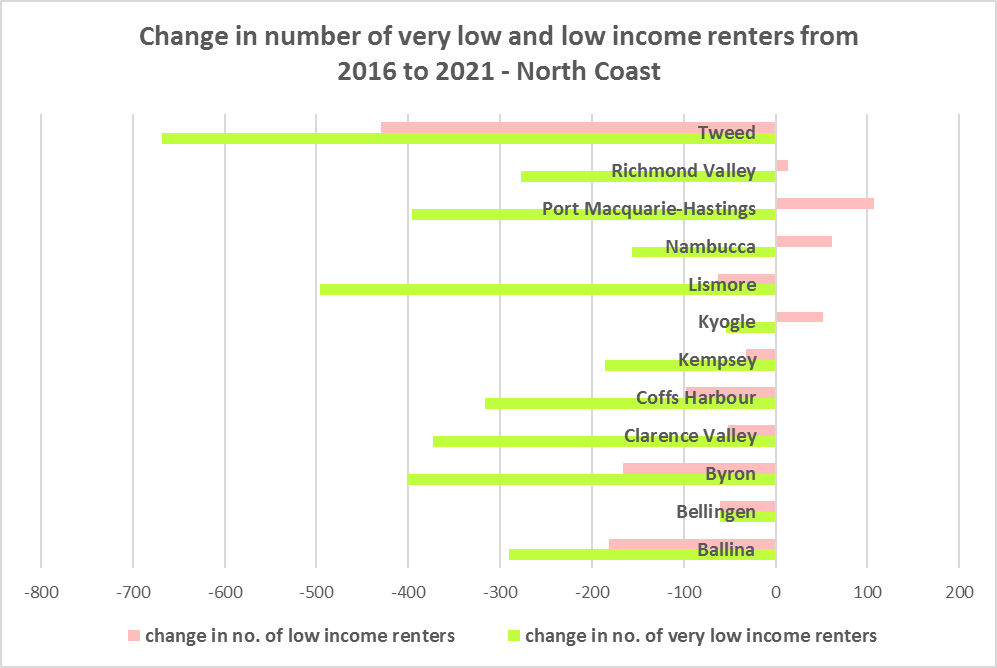 Change in number of very low and low income renters from
2016 to 2021 - North Coast
Tweed
Richmond Valley
Port Macquarie-Hastings
Nambucca
Lismore
Kyogle
Kempsey
Coffs Harbour
Clarence Valley
Byron
Bellingen
Ballina
-800 -700 -600 -500 -400 -300 -200 -100 0 100 200
change in no. of low income renters change in no. of very low income renters